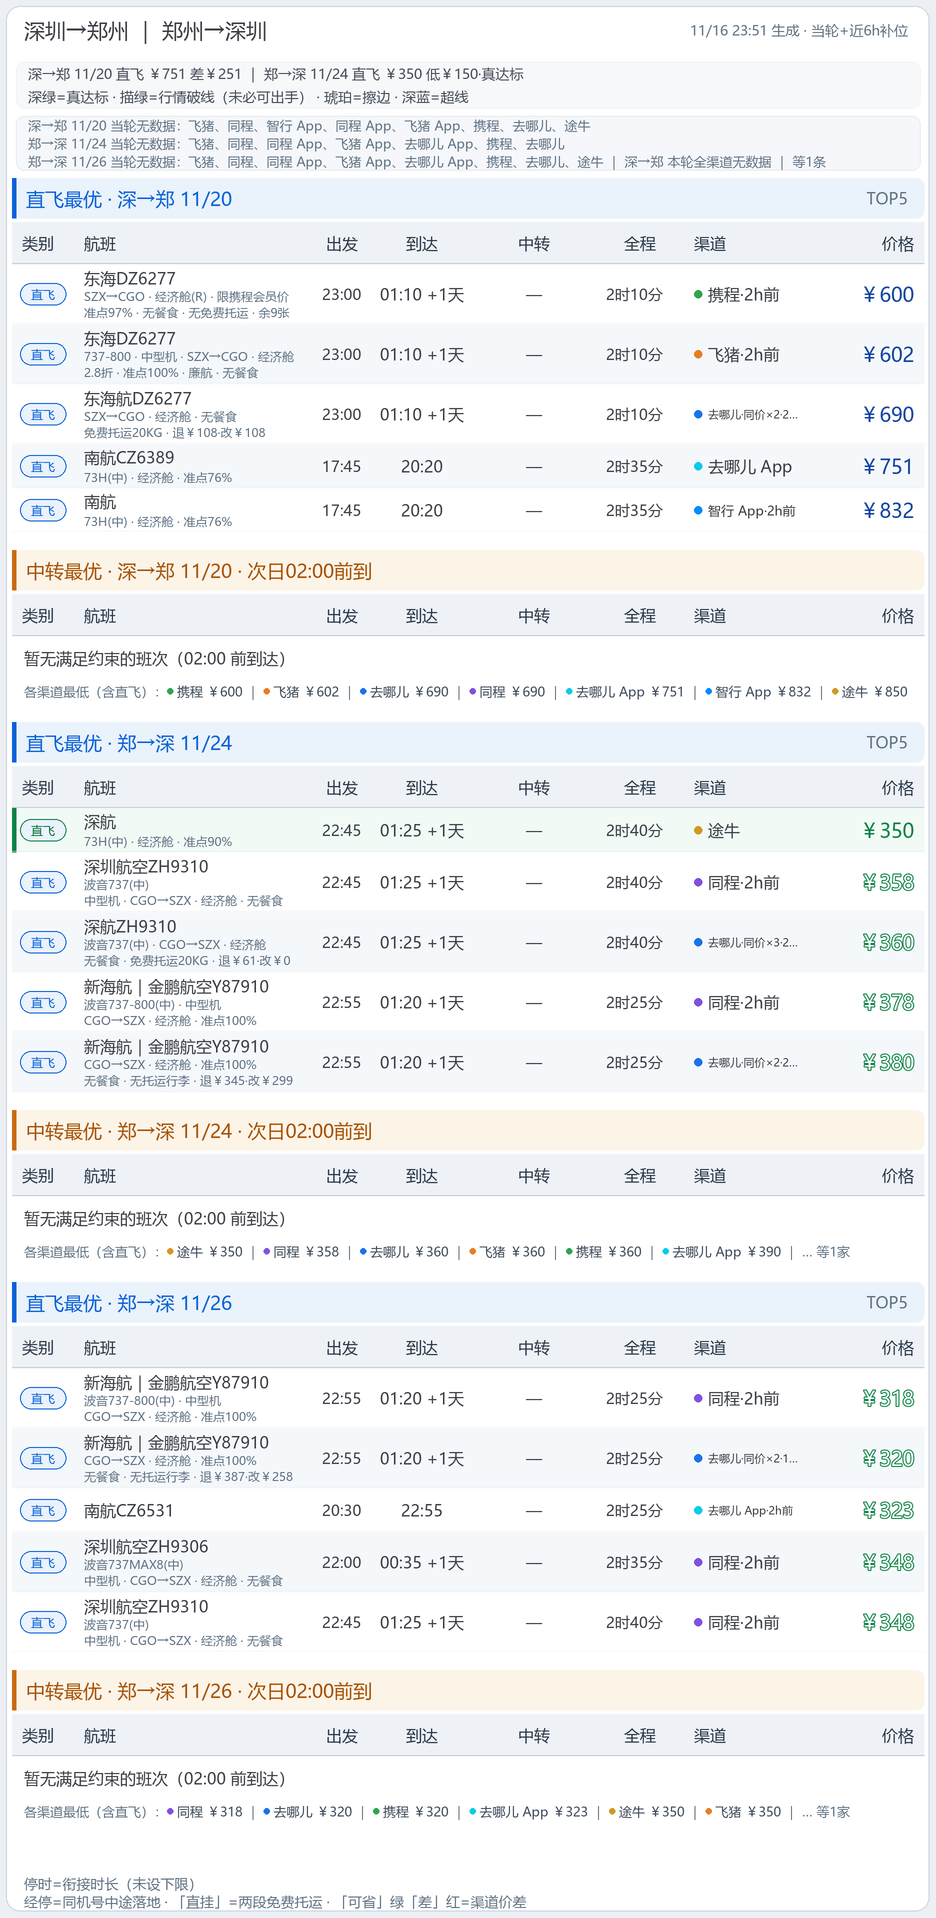 深圳→郑州 | 郑州→深圳
11/16 23:51 生成 · 当轮+近6h补位
深→郑 11/20 直飞 ¥751 差¥251 | 郑→深 11/24 直飞 ¥350 低¥150·真达标
深绿=真达标 · 描绿=行情破线（未必可出手） · 琥珀=擦边 · 深蓝=超线
深→郑 11/20 当轮无数据: 飞猪、同程、智行 App、同程 App、飞猪 App、携程、去哪儿、途牛
郑→深 11/24 当轮无数据: 飞猪、同程、同程 App、飞猪 App、去哪儿 App、携程、去哪儿
郑→深 11/26 当轮无数据: 飞猪、同程、同程 App、飞猪 App、去哪儿 App、携程、去哪儿、途牛 | 深→郑 本轮全渠道无数据 | 等1条
直飞最优 · 深→郑 11/20 TOP5
类别 航班 出发 到达 中转 全程 渠道 价格
东海DZ6277
直飞 SZX→CGO · 经济舱(R) · 限携程会员价 23:00 01:10 +1天 — 2时10分 携程·2h前 ¥600
准点97% · 无餐食 · 无免费托运 · 余9张
东海DZ6277
直飞 737-800 · 中型机 · SZX→CGO · 经济舱 23:00 01:10 +1天 — 2时10分 飞猪·2h前 ¥602
2.8折 · 准点100% · 廉航 · 无餐食
东海航DZ6277
直飞 SZX→CGO · 经济舱 · 无餐食 23:00 01:10 +1天 — 2时10分 去哪儿·同价×2·2... ¥690
免费托运20KG · 退¥108·改¥108
南航CZ6389
直飞 73H(中) · 经济舱 · 准点76% 17:45 20:20 — 2时35分 去哪儿 App ¥751
南航
直飞 73H(中) · 经济舱 · 准点76% 17:45 20:20 — 2时35分 智行 App·2h前 ¥832
中转最优 · 深→郑 11/20 · 次日02:00前到
类别 航班 出发 到达 中转 全程 渠道 价格
暂无满足约束的班次（02:00 前到达）
各渠道最低（含直飞）: 携程 ¥600 | 飞猪 ¥602 | 去哪儿 ¥690 | 同程 ¥690 | 去哪儿 App ¥751 | 智行 App ¥832 | 途牛 ¥850
直飞最优 · 郑→深 11/24 TOP5
类别 航班 出发 到达 中转 全程 渠道 价格
深航
直飞 73H(中) · 经济舱 · 准点90% 22:45 01:25 +1天 — 2时40分 途牛 ¥350
深圳航空ZH9310
直飞 波音737(中) 22:45 01:25 +1天 — 2时40分 同程·2h前 ¥358
中型机 · CGO→SZX · 经济舱 · 无餐食
深航ZH9310
直飞 波音737(中) · CGO→SZX · 经济舱 22:45 01:25 +1天 — 2时40分 去哪儿·同价×3·2... ¥360
无餐食 · 免费托运20KG · 退¥61·改¥0
新海航｜金鹏航空Y87910
直飞 波音737-800(中) · 中型机 22:55 01:20 +1天 — 2时25分 同程·2h前 ¥378
CGO→SZX · 经济舱 · 准点100%
新海航｜金鹏航空Y87910
直飞 CGO→SZX · 经济舱 · 准点100% 22:55 01:20 +1天 — 2时25分 去哪儿·同价×2·2... ¥380
无餐食 · 无托运行李 · 退¥345·改¥299
中转最优 · 郑→深 11/24 · 次日02:00前到
类别 航班 出发 到达 中转 全程 渠道 价格
暂无满足约束的班次（02:00 前到达）
各渠道最低（含直飞）: 途牛 ¥350 | 同程 ¥358 | 去哪儿 ¥360 | 飞猪 ¥360 | 携程 ¥360 | 去哪儿 App ¥390 | ... 等1家
直飞最优 · 郑→深 11/26 TOP5
类别 航班 出发 到达 中转 全程 渠道 价格
新海航｜金鹏航空Y87910
直飞 波音737-800(中) · 中型机 22:55 01:20 +1天 — 2时25分 同程·2h前 ¥318
CGO→SZX · 经济舱 · 准点100%
新海航｜金鹏航空Y87910
直飞 CGO→SZX · 经济舱 · 准点100% 22:55 01:20 +1天 — 2时25分 去哪儿·同价×2·1... ¥320
无餐食 · 无托运行李 · 退¥387·改¥258
直飞 南航CZ6531 20:30 22:55 — 2时25分 去哪儿 App·2h前 ¥323
深圳航空ZH9306
直飞 波音737MAX8(中) 22:00 00:35 +1天 — 2时35分 同程·2h前 ¥348
中型机 · CGO→SZX · 经济舱 · 无餐食
深圳航空ZH9310
直飞 波音737(中) 22:45 01:25 +1天 — 2时40分 同程·2h前 ¥348
中型机 · CGO→SZX · 经济舱 · 无餐食
中转最优 · 郑→深 11/26 · 次日02:00前到
类别 航班 出发 到达 中转 全程 渠道 价格
暂无满足约束的班次（02:00 前到达）
各渠道最低（含直飞）: 同程 ¥318 | 去哪儿 ¥320 | 携程 ¥320 | 去哪儿 App ¥323 | 途牛 ¥350 | 飞猪 ¥350 | ... 等1家
停时=衔接时长（未设下限）
经停=同机号中途落地 · 「直挂」=两段免费托运 · 「可省」绿「差」红=渠道价差